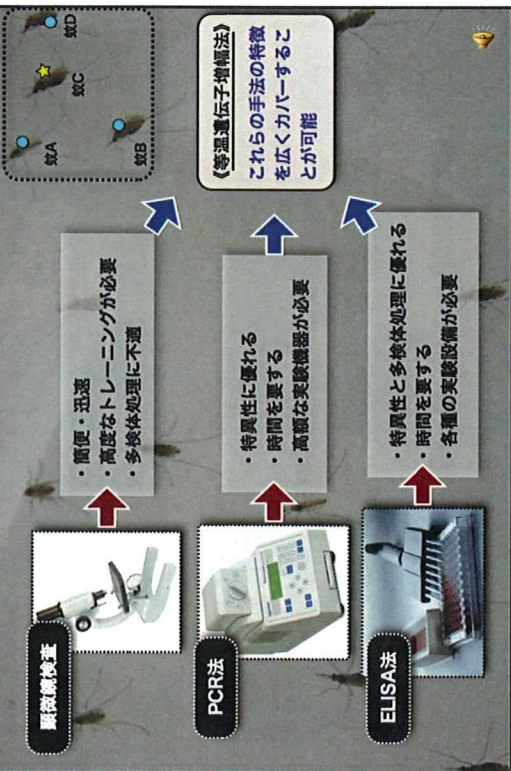 顕微鏡検査
・簡便・迅速
・高度なトレーニングが必要
・多検体処理に不適
PCR法
・特異性に優れる
・時間を要する
・高額な実験機器が必要
ELISA法
・特異性と多検体処理に優れる
・時間を要する
・各種の実験設備が必要
蚊A
蚊B
蚊C
蚊D
《等温遺伝子増幅法》
これらの手法の特徴
を広くカバーするこ
とが可能